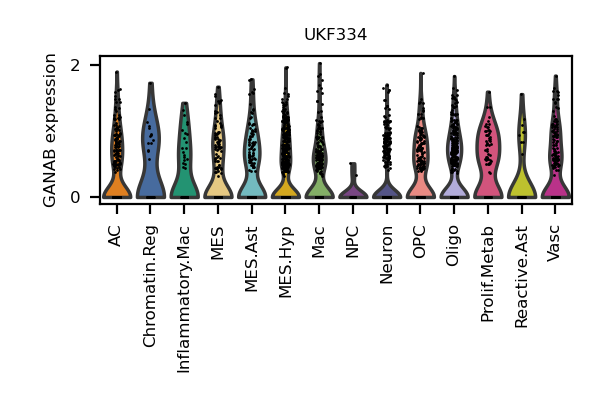 UKF334
GANAB expression
2
0
AC
Chromatin.Reg
Inflammatory.Mac
MES
MES.Ast
MES.Hyp
Mac
NPC
Neuron
OPC
Oligo
Prolif.Metab
Reactive.Ast
Vasc